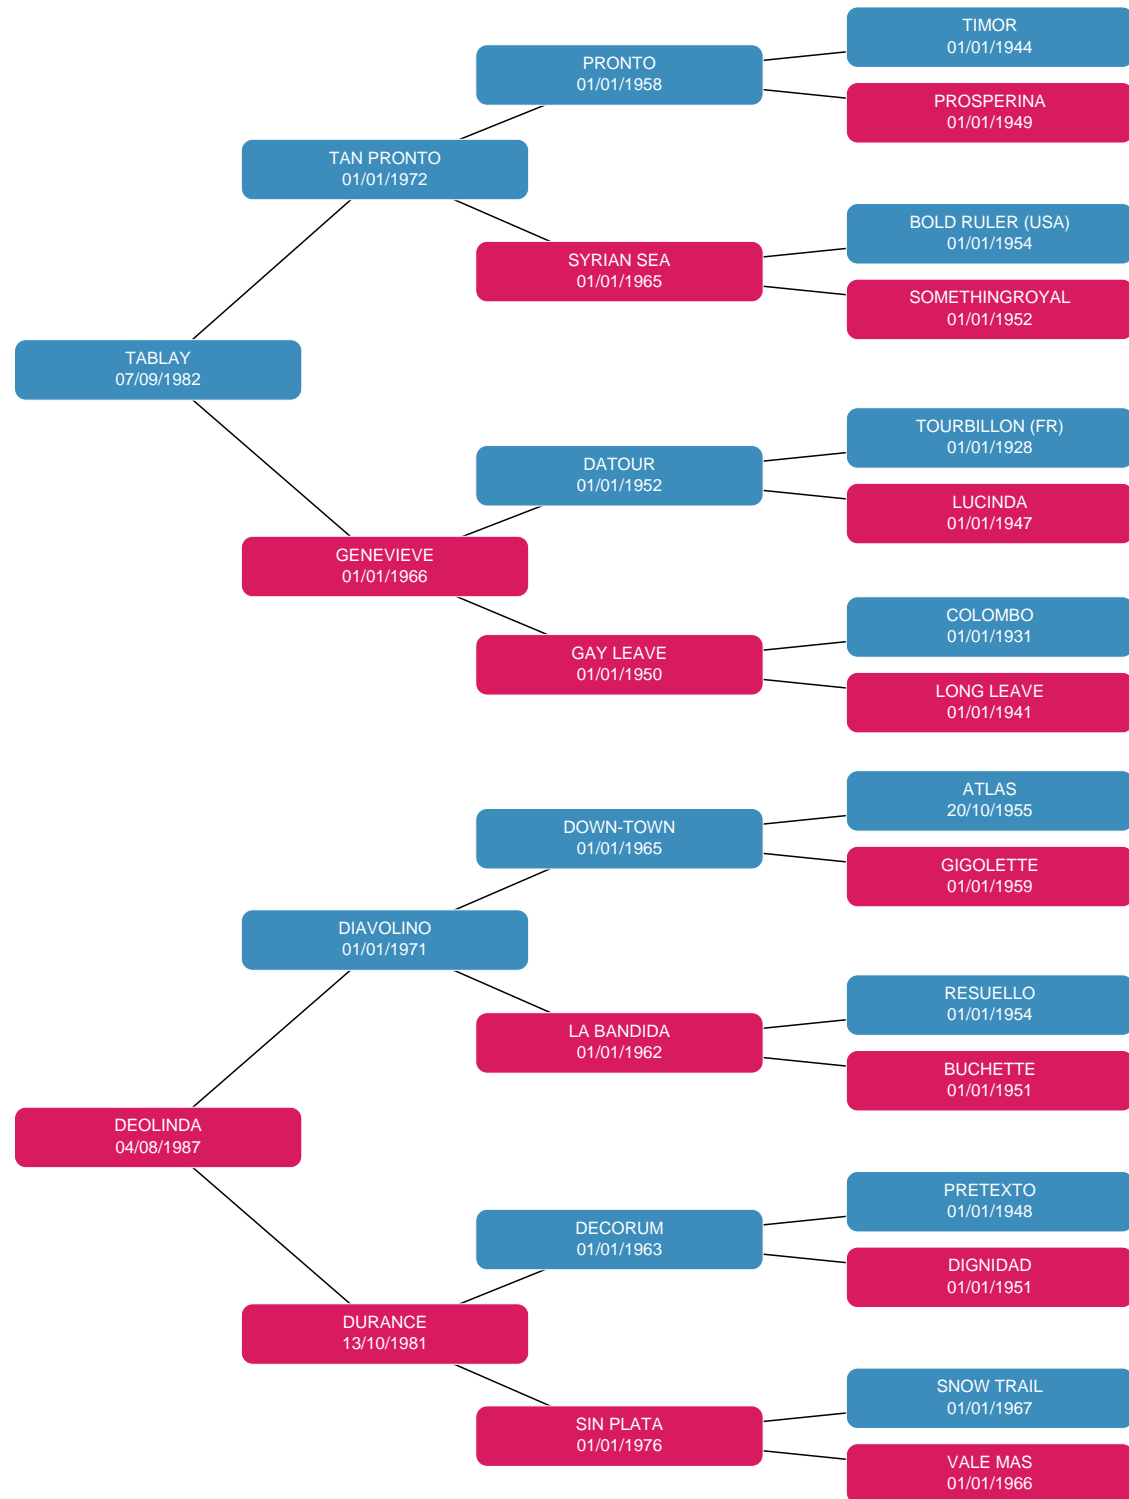 TIMOR
01/01/1944
PRONTO
01/01/1958
PROSPERINA
01/01/1949
TAN PRONTO
01/01/1972
BOLD RULER (USA)
01/01/1954
SYRIAN SEA
01/01/1965
SOMETHINGROYAL
01/01/1952
TABLAY
07/09/1982
TOURBILLON (FR)
01/01/1928
DATOUR
01/01/1952
LUCINDA
01/01/1947
GENEVIEVE
01/01/1966
COLOMBO
01/01/1931
GAY LEAVE
01/01/1950
LONG LEAVE
01/01/1941
ATLAS
20/10/1955
DOWN-TOWN
01/01/1965
GIGOLETTE
01/01/1959
DIAVOLINO
01/01/1971
RESUELLO
01/01/1954
LA BANDIDA
01/01/1962
BUCHETTE
01/01/1951
DEOLINDA
04/08/1987
PRETEXTO
01/01/1948
DECORUM
01/01/1963
DIGNIDAD
01/01/1951
DURANCE
13/10/1981
SNOW TRAIL
01/01/1967
SIN PLATA
01/01/1976
VALE MAS
01/01/1966